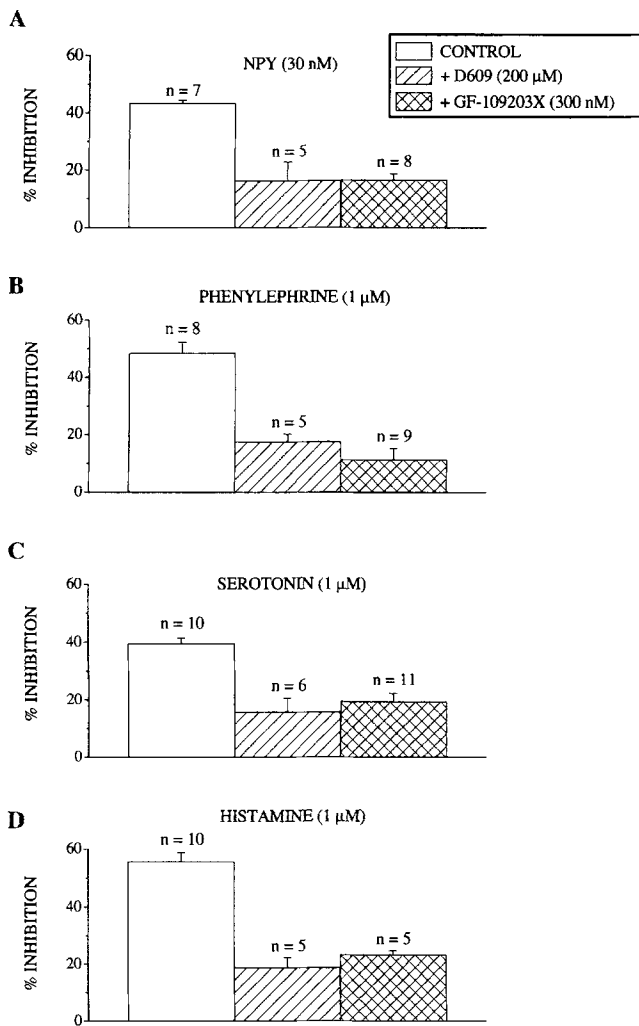 A
NPY (30 nM)
CONTROL
+ D609 (200 µM)
+ GF-109203X (300 nM)
% INHIBITION
60
40
20
0
n = 7
n = 5
n = 8
B
PHENYLEPHRINE (1 µM)
% INHIBITION
60
40
20
0
n = 8
n = 5
n = 9
C
SEROTONIN (1 µM)
% INHIBITION
60
40
20
0
n = 10
n = 6
n = 11
D
HISTAMINE (1 µM)
% INHIBITION
60
40
20
0
n = 10
n = 5
n = 5